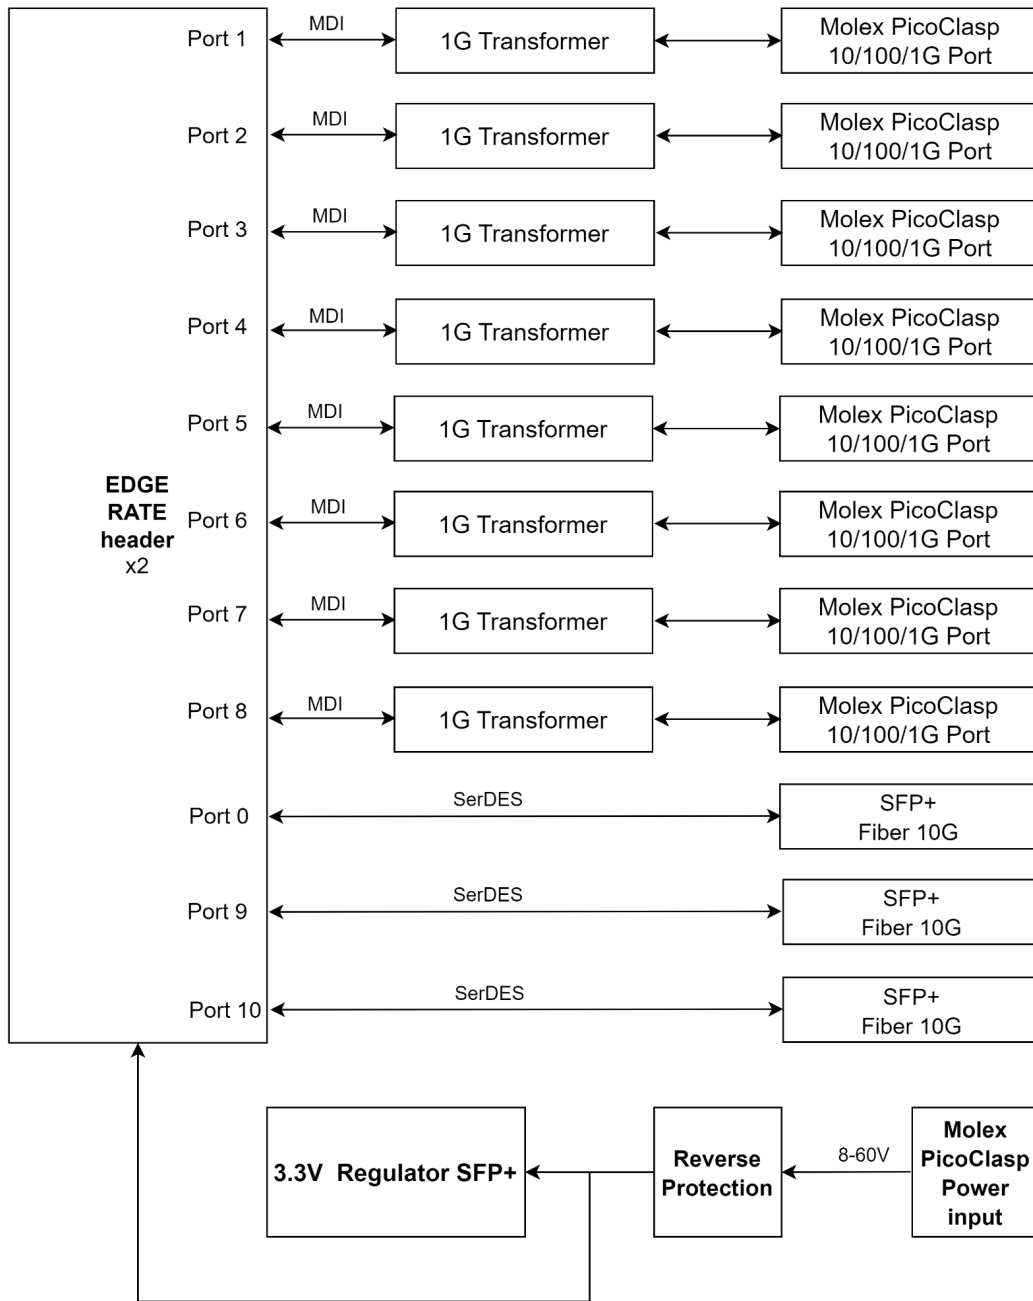 Port 1
MDI
1G Transformer
Molex PicoClasp
10/100/1G Port
Port 2
MDI
1G Transformer
Molex PicoClasp
10/100/1G Port
Port 3
MDI
1G Transformer
Molex PicoClasp
10/100/1G Port
Port 4
MDI
1G Transformer
Molex PicoClasp
10/100/1G Port
Port 5
MDI
1G Transformer
Molex PicoClasp
10/100/1G Port
EDGE
RATE
header
x2
Port 6
MDI
1G Transformer
Molex PicoClasp
10/100/1G Port
Port 7
MDI
1G Transformer
Molex PicoClasp
10/100/1G Port
Port 8
MDI
1G Transformer
Molex PicoClasp
10/100/1G Port
Port 0
SerDES
SFP+
Fiber 10G
Port 9
SerDES
SFP+
Fiber 10G
Port 10
SerDES
SFP+
Fiber 10G
3.3V Regulator SFP+
Reverse
Protection
8-60V
Molex
PicoClasp
Power
input